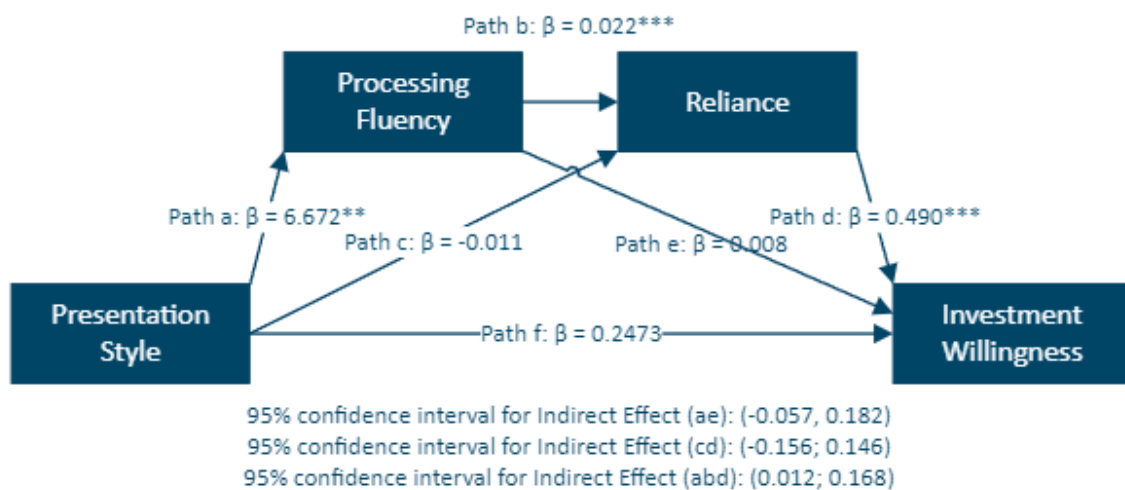 Path b: β = 0.022***
Processing
Fluency
Reliance
Path a: β = 6.672**
Path c: β = -0.011
Path e: β = 0.008
Path d: β = 0.490***
Presentation
Style
Path f: β = 0.2473
Investment
Willingness
95% confidence interval for Indirect Effect (ae): (-0.057, 0.182)
95% confidence interval for Indirect Effect (cd): (-0.156; 0.146)
95% confidence interval for Indirect Effect (abd): (0.012; 0.168)